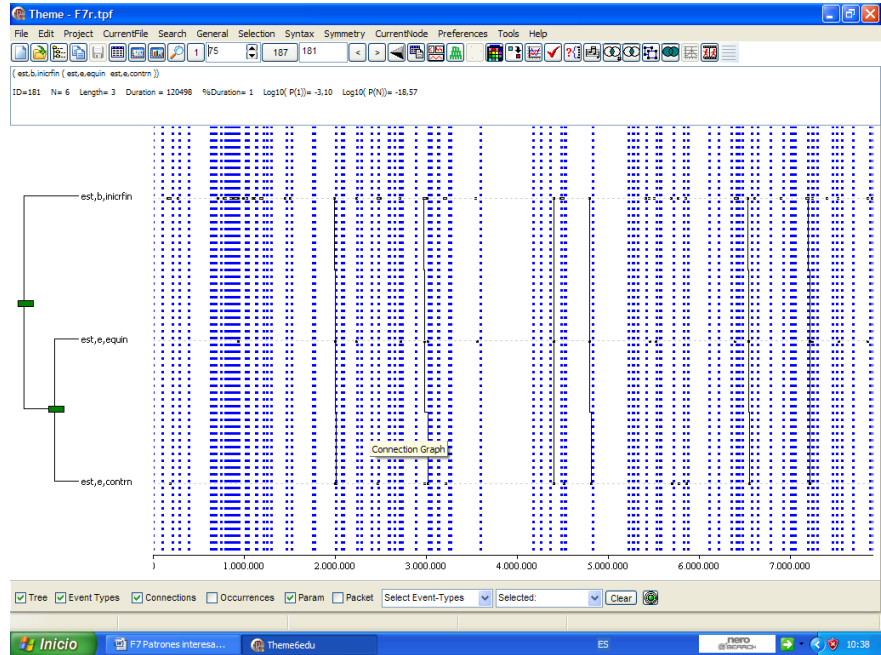 Theme - F7r.tpf
File Edit Project CurrentFile Search General Selection Syntax Symmetry CurrentNode Preferences Tools Help
1 75 187 181 < >
( est,b,inicrfin ( est,e,equin est,e,contrn ))
ID=181 N= 6 Length= 3 Duration = 120498 %Duration= 1 Log10( P(1))= -3,10 Log10( P(N))= -18,57
est,b,inicrfin
est,e,equin
Connection Graph
est,e,contrn
1.000.000 2.000.000 3.000.000 4.000.000 5.000.000 6.000.000 7.000.000
Tree Event Types Connections Occurrences Param Packet Select Event-Types Selected: Clear
Inicio F7 Patrones interesa... Theme6edu ES nero SEARCH 10:38